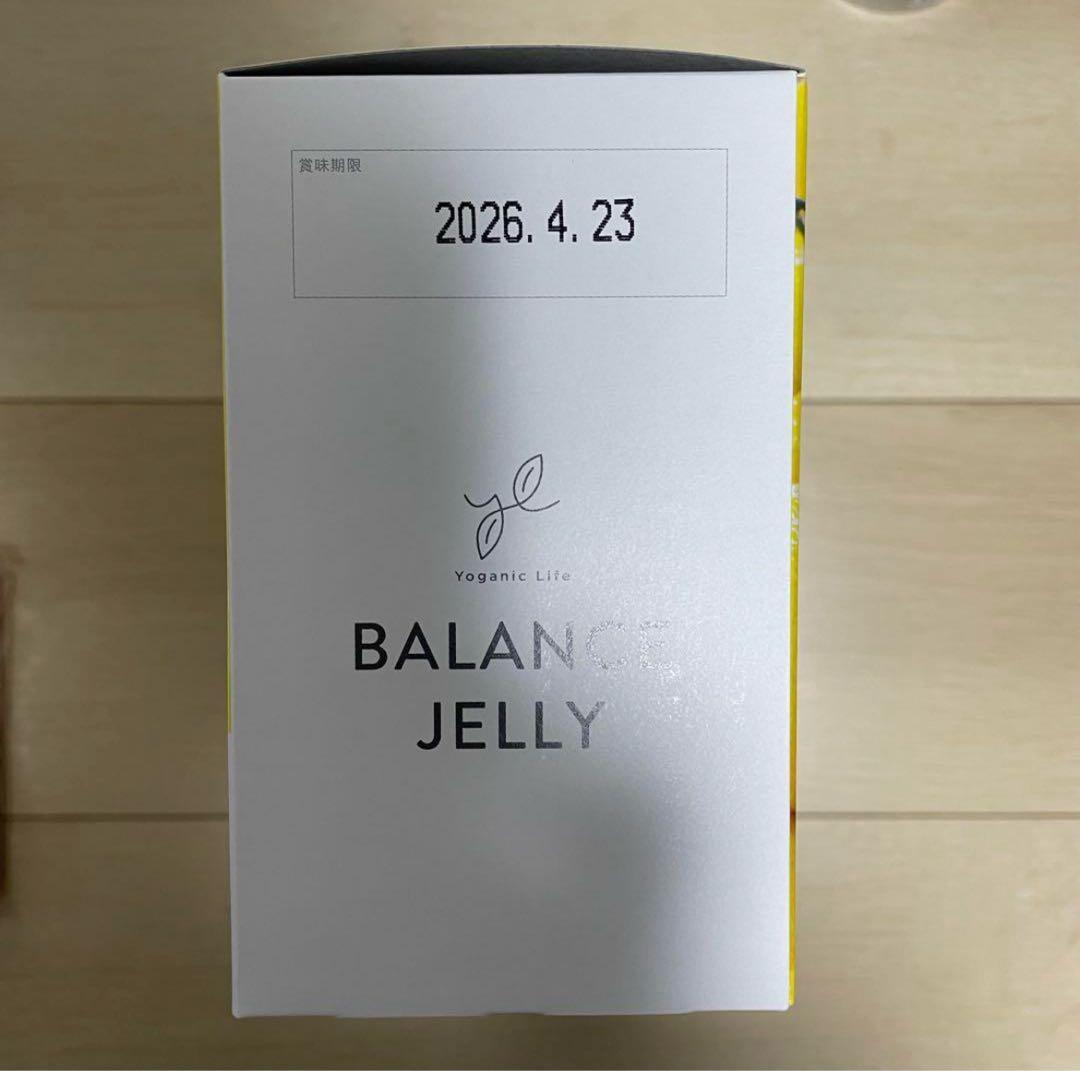 賞味期限
2026. 4. 23
Yoganic Life
BALANCE
JELLY